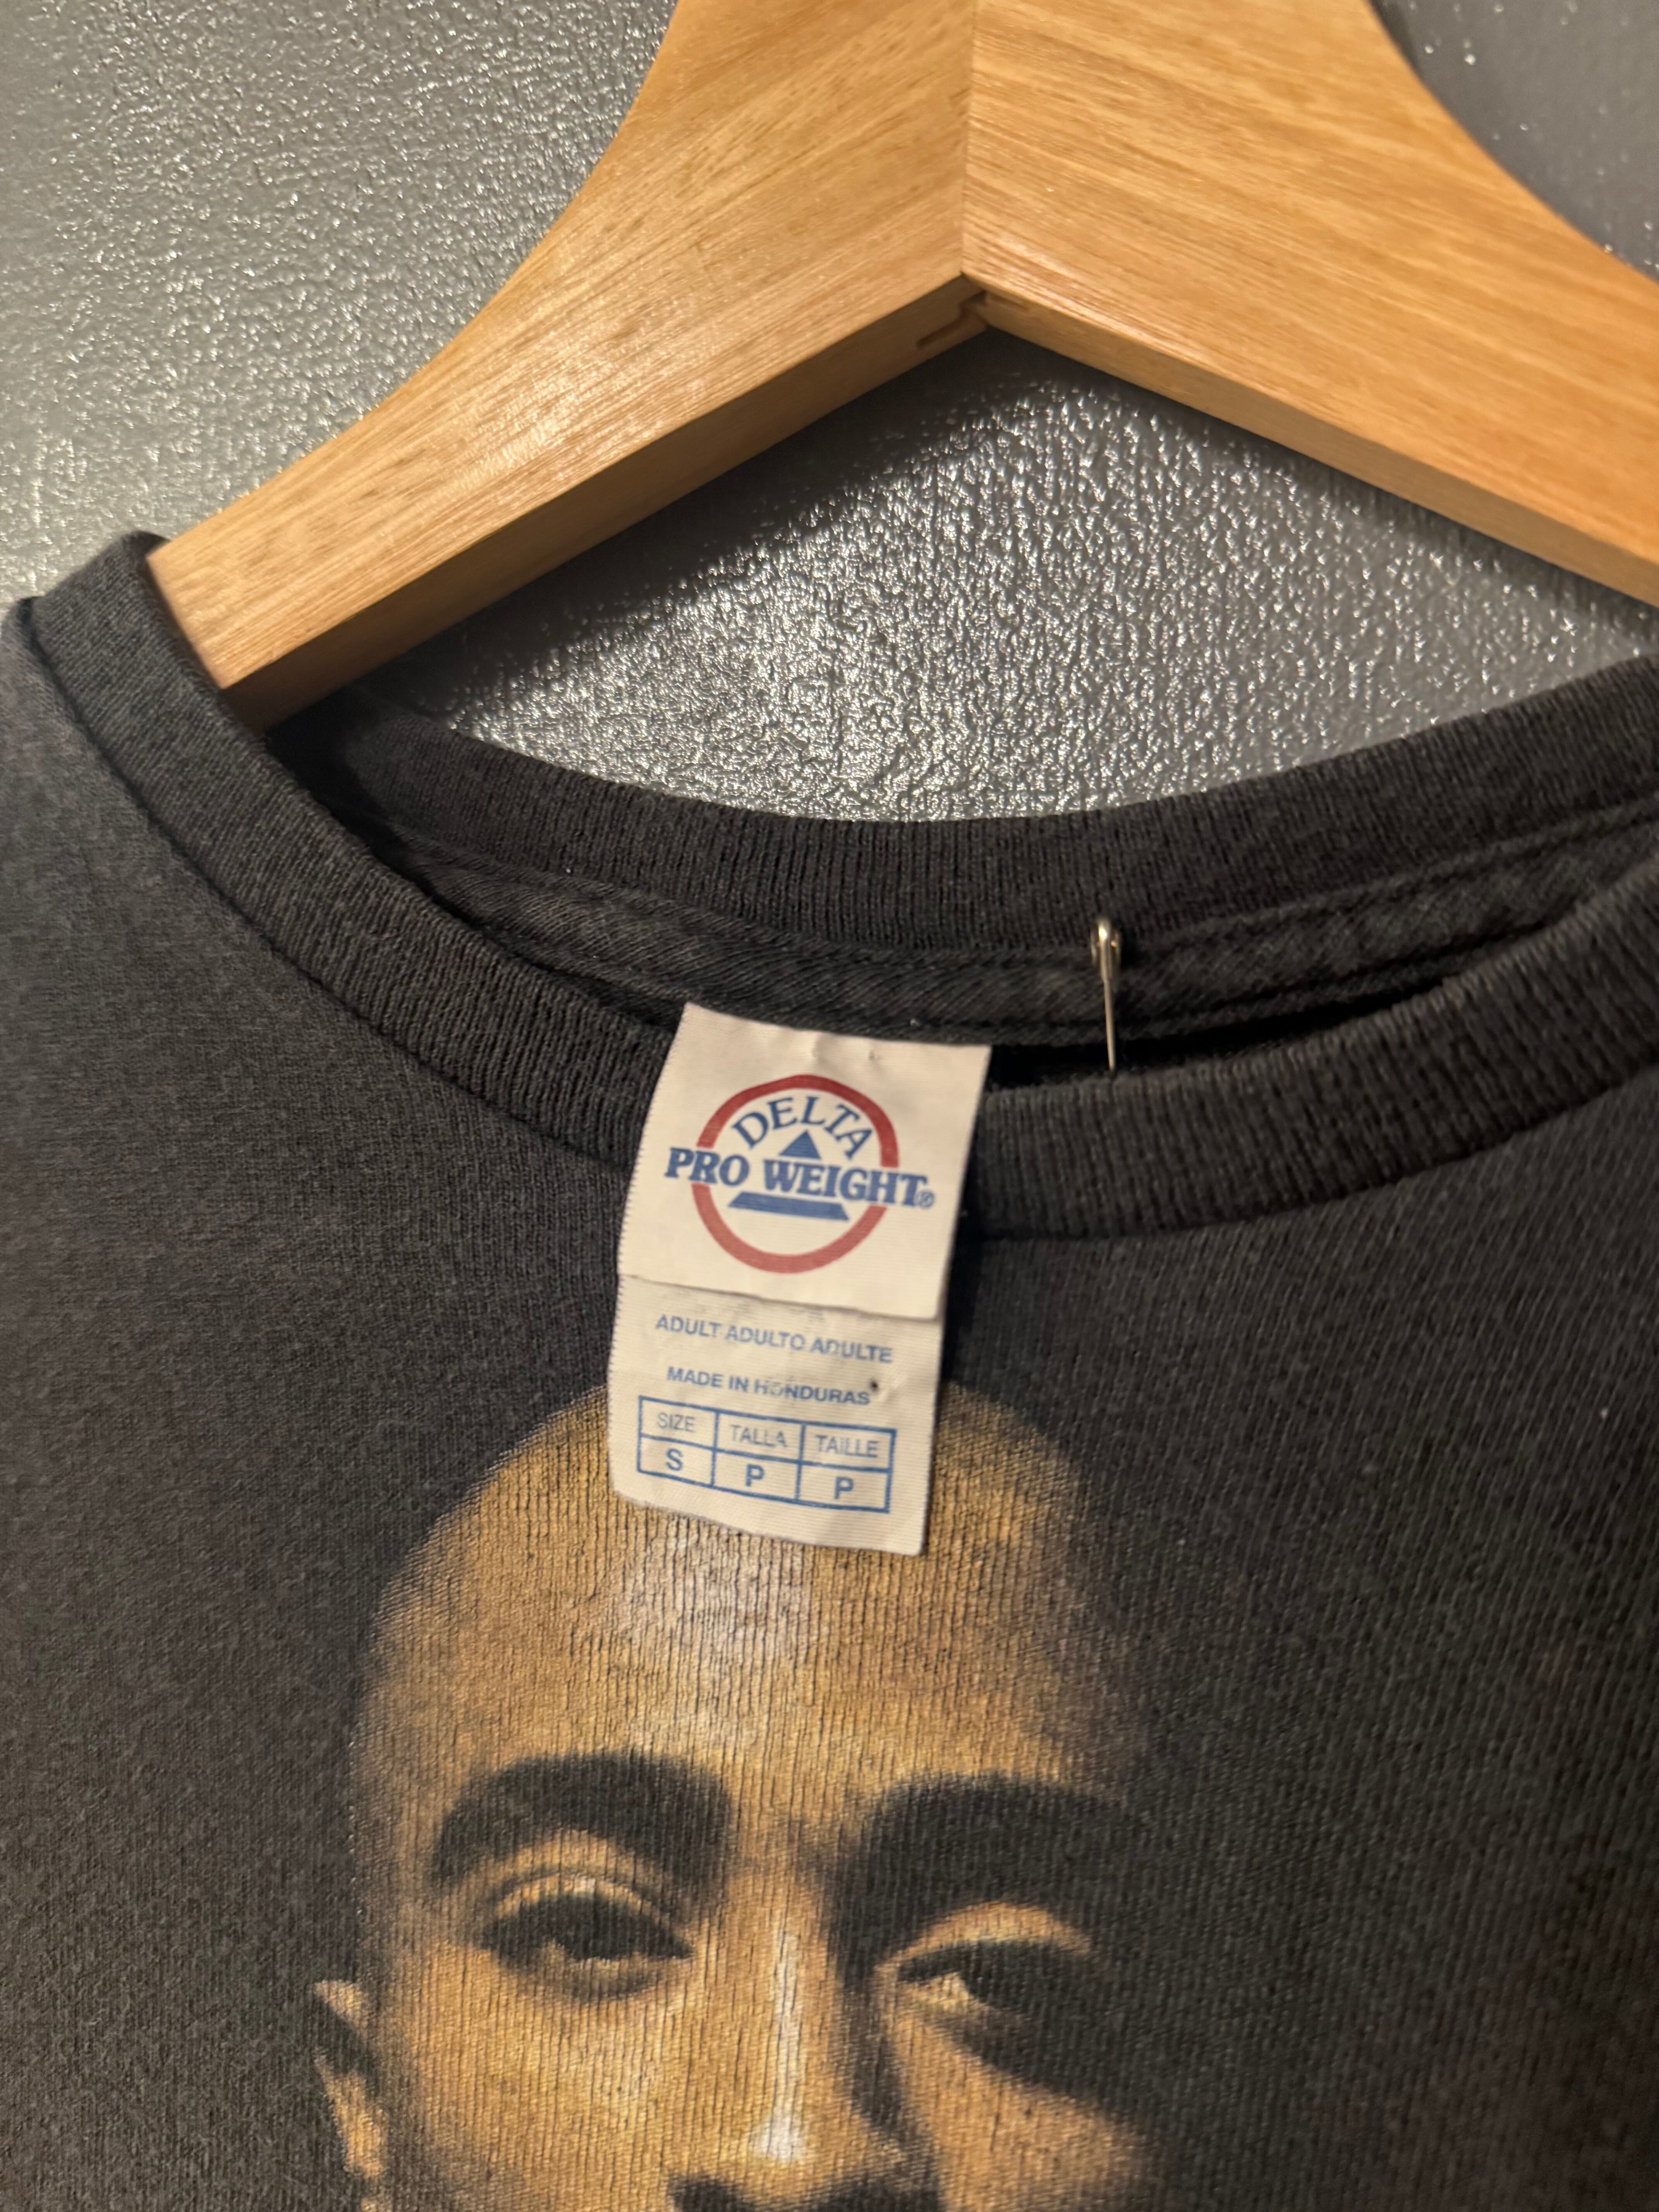 DELTA
PRO WEIGHT®
ADULT ADULTO ADULTE
MADE IN HONDURAS
SIZE TALLA TAILLE
S P P